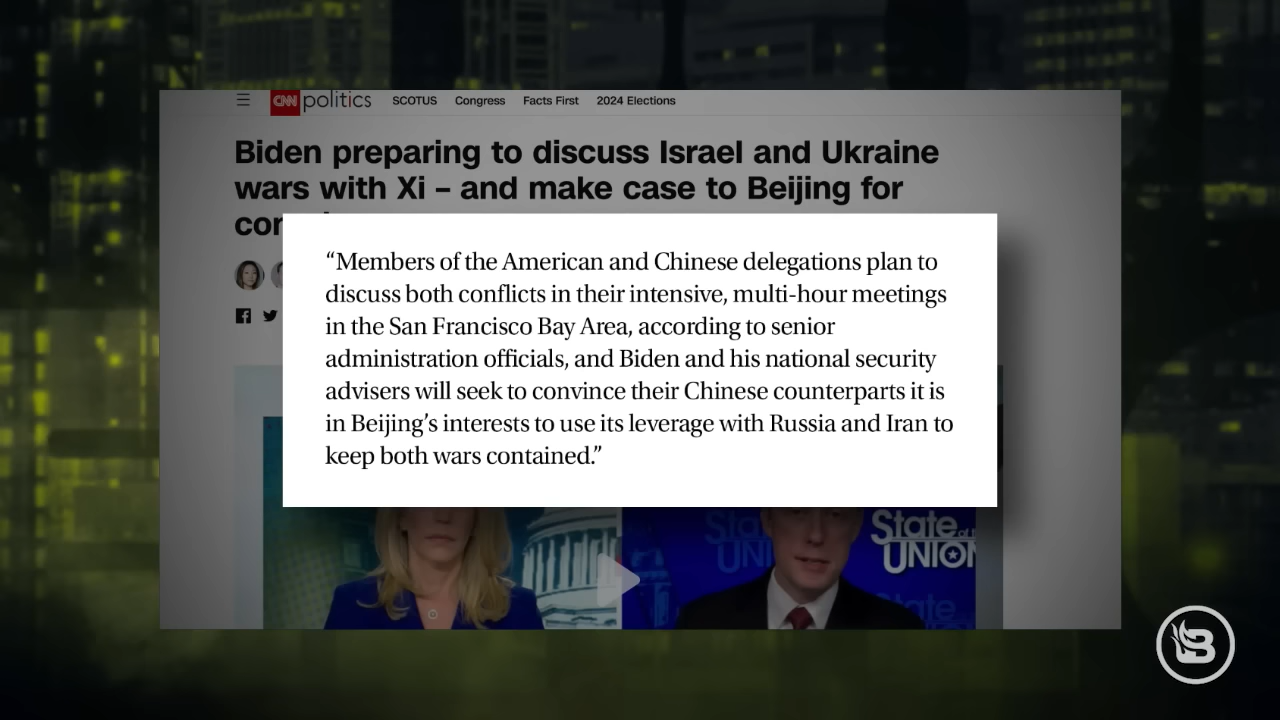 CNN politics SCOTUS Congress Facts First 2024 Elections
Biden preparing to discuss Israel and Ukraine
wars with Xi – and make case to Beijing for
“Members of the American and Chinese delegations plan to
discuss both conflicts in their intensive, multi-hour meetings
in the San Francisco Bay Area, according to senior
administration officials, and Biden and his national security
advisers will seek to convince their Chinese counterparts it is
in Beijing’s interests to use its leverage with Russia and Iran to
keep both wars contained.”
State
UNI
State of
UNION
State
B